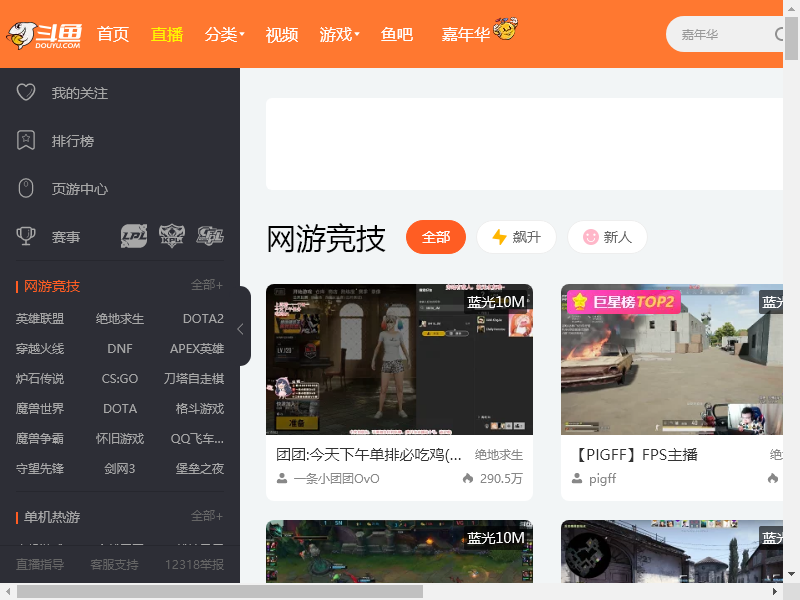 斗鱼
DOUYU.COM
首页 直播 分类 视频 游戏 鱼吧 嘉年华
嘉年华
我的关注
排行榜
页游中心
赛事 LPL KPL
网游竞技 全部+
英雄联盟 绝地求生 DOTA2
穿越火线 DNF APEX英雄
炉石传说 CS:GO 刀塔自走棋
魔兽世界 DOTA 格斗游戏
魔兽争霸 怀旧游戏 QQ飞车...
守望先锋 剑网3 堡垒之夜
单机热游 全部+
直播指导 客服支持 12318举报
网游竞技 全部 飙升 新人
蓝光10M
准备
团团:今天下午单排必吃鸡(... 绝地求生
一条小团团OvO 290.5万
巨星榜TOP2 蓝光
【PIGFF】FPS主播 绝
pigff
蓝光10M
蓝光